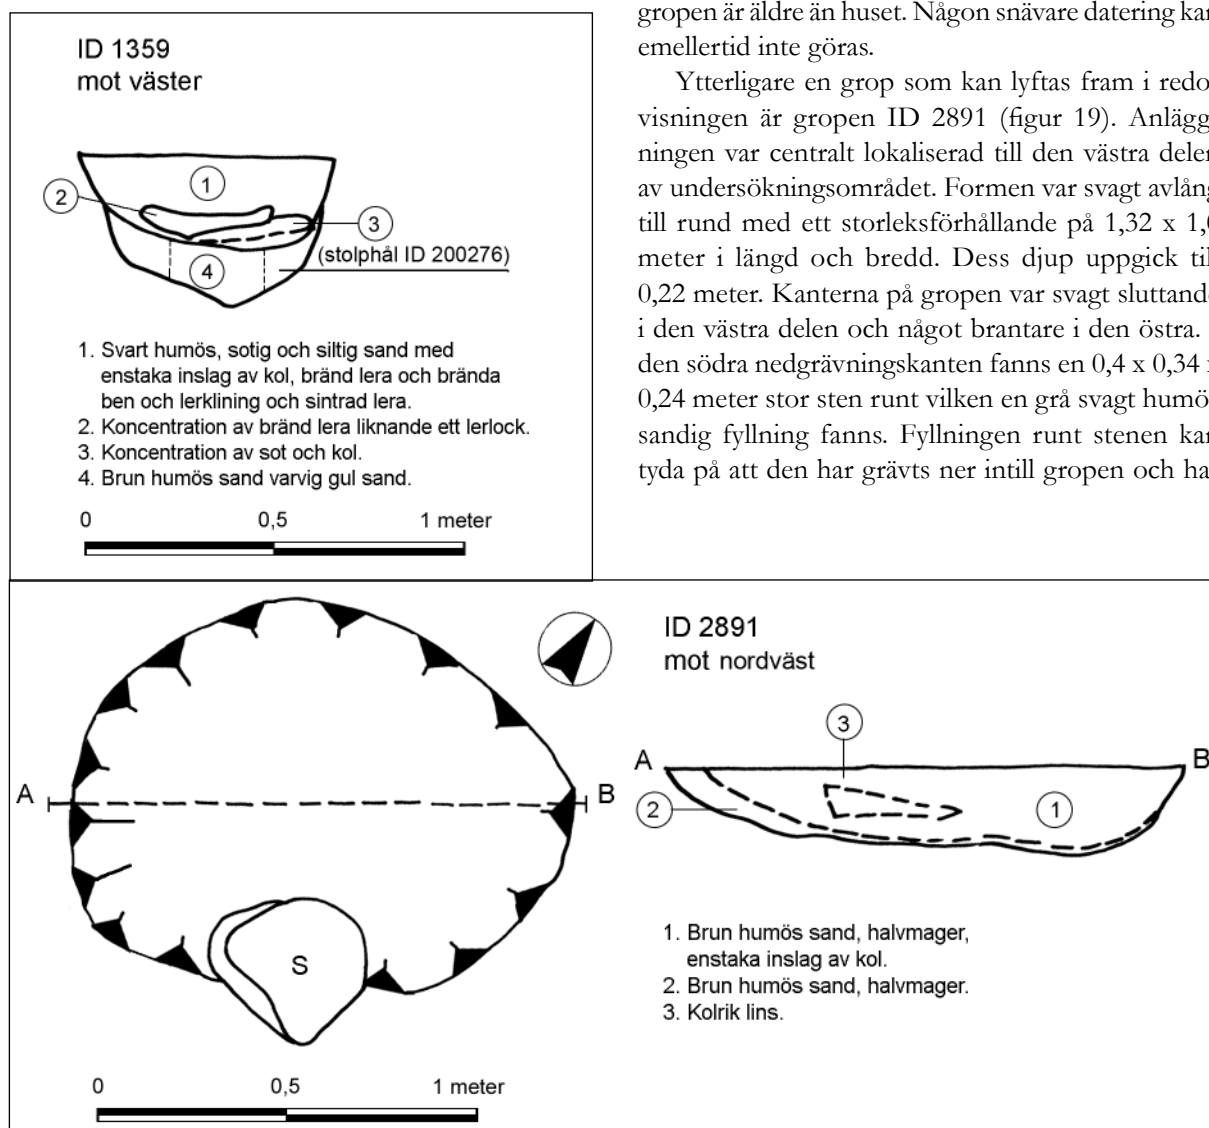 ID 1359
mot väster
1
2
3
(stolphål ID 200276)
4
1. Svart humös, sotig och siltig sand med
enstaka inslag av kol, bränd lera och brända
ben och lerklining och sintrad lera.
2. Koncentration av bränd lera liknande ett lerlock.
3. Koncentration av sot och kol.
4. Brun humös sand varvig gul sand.
0 0,5 1 meter
gropen är äldre än huset. Någon snävare datering kan
emellertid inte göras.
Ytterligare en grop som kan lyftas fram i redo
visningen är gropen ID 2891 (figur 19). Anlägg
ningen var centralt lokaliserad till den västra delen
av undersökningsområdet. Formen var svagt avlång
till rund med ett storleksförhållande på 1,32 x 1,0
meter i längd och bredd. Dess djup uppgick till
0,22 meter. Kanterna på gropen var svagt sluttande
i den västra delen och något brantare i den östra.
den södra nedgrävningskanten fanns en 0,4 x 0,34 x
0,24 meter stor sten runt vilken en grå svagt humö
sandig fyllning fanns. Fyllningen runt stenen kan
tyda på att den har grävts ner intill gropen och ha
A B
S
0 0,5 1 meter
ID 2891
mot nordväst
3
A B
2 1
1. Brun humös sand, halvmager,
enstaka inslag av kol.
2. Brun humös sand, halvmager.
3. Kolrik lins.